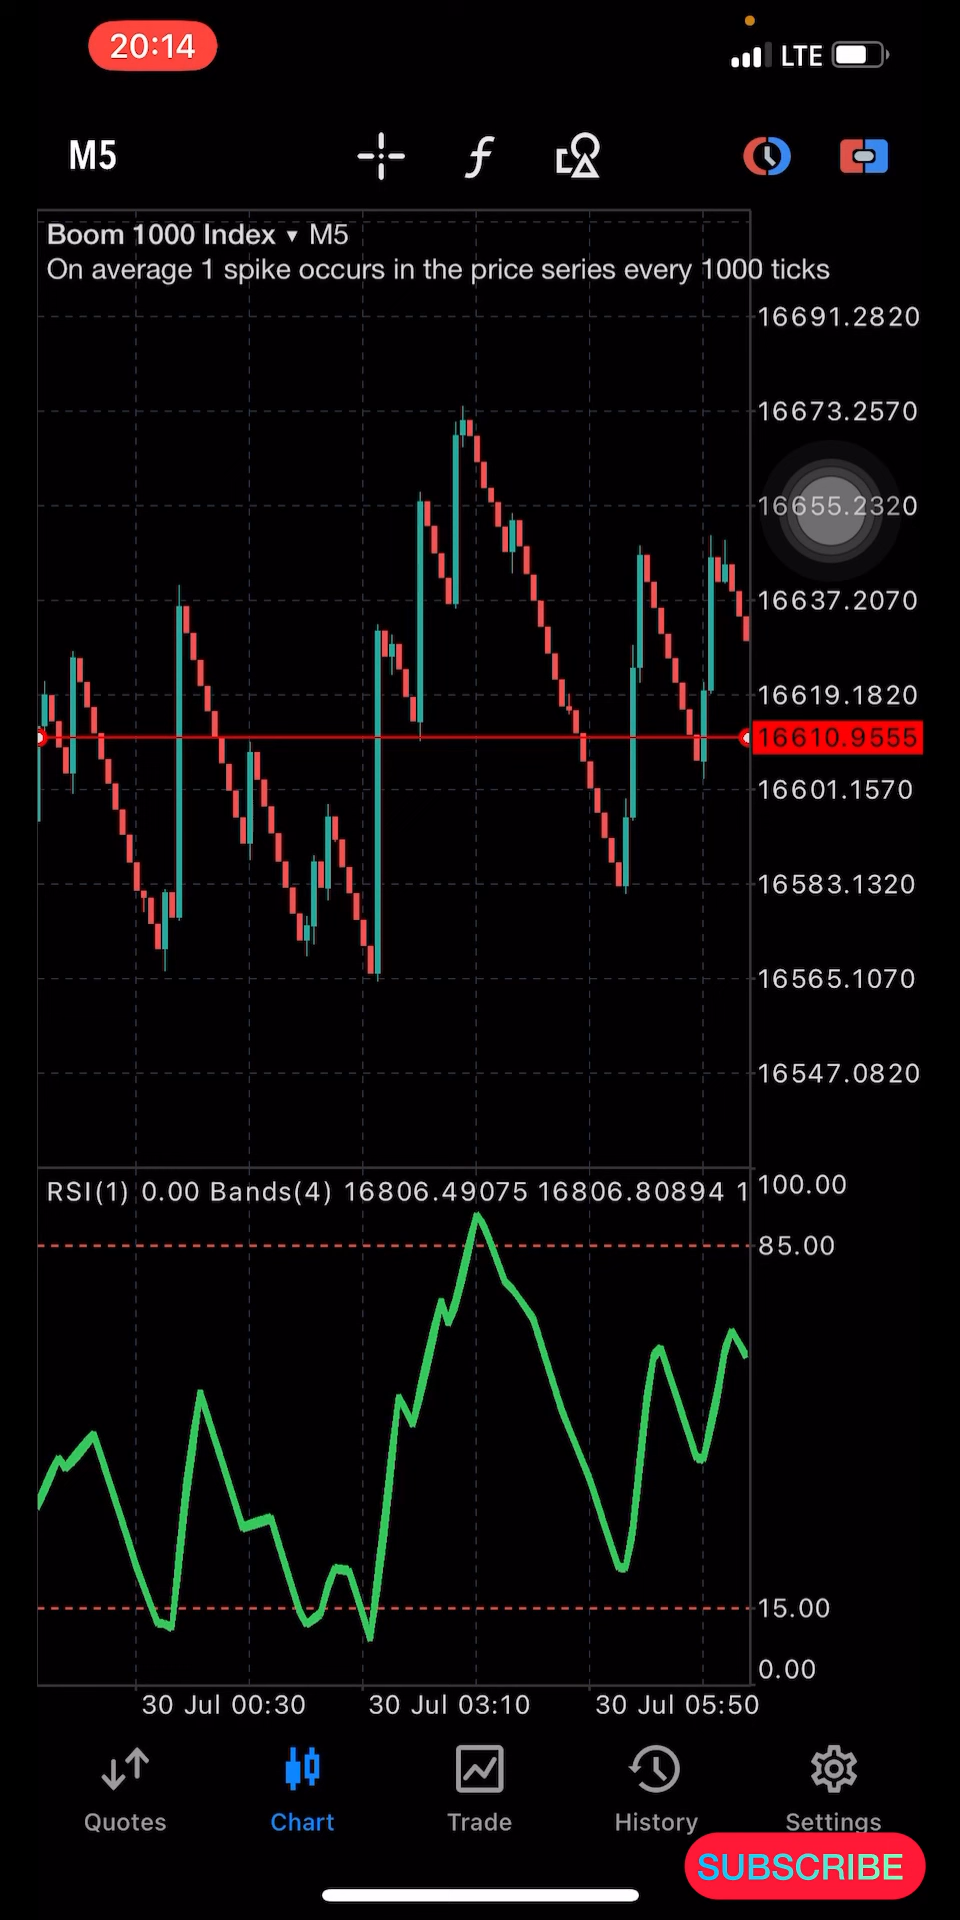 20:14
LTE
M5
Boom 1000 Index ▾ M5
On average 1 spike occurs in the price series every 1000 ticks
16691.2820
16673.2570
16655.2320
16637.2070
16619.1820
16610.9555
16601.1570
16583.1320
16565.1070
16547.0820
RSI(1) 0.00 Bands(4) 16806.49075 16806.80894 1
100.00
85.00
15.00
0.00
30 Jul 00:30
30 Jul 03:10
30 Jul 05:50
Quotes
Chart
Trade
History
Settings
SUBSCRIBE